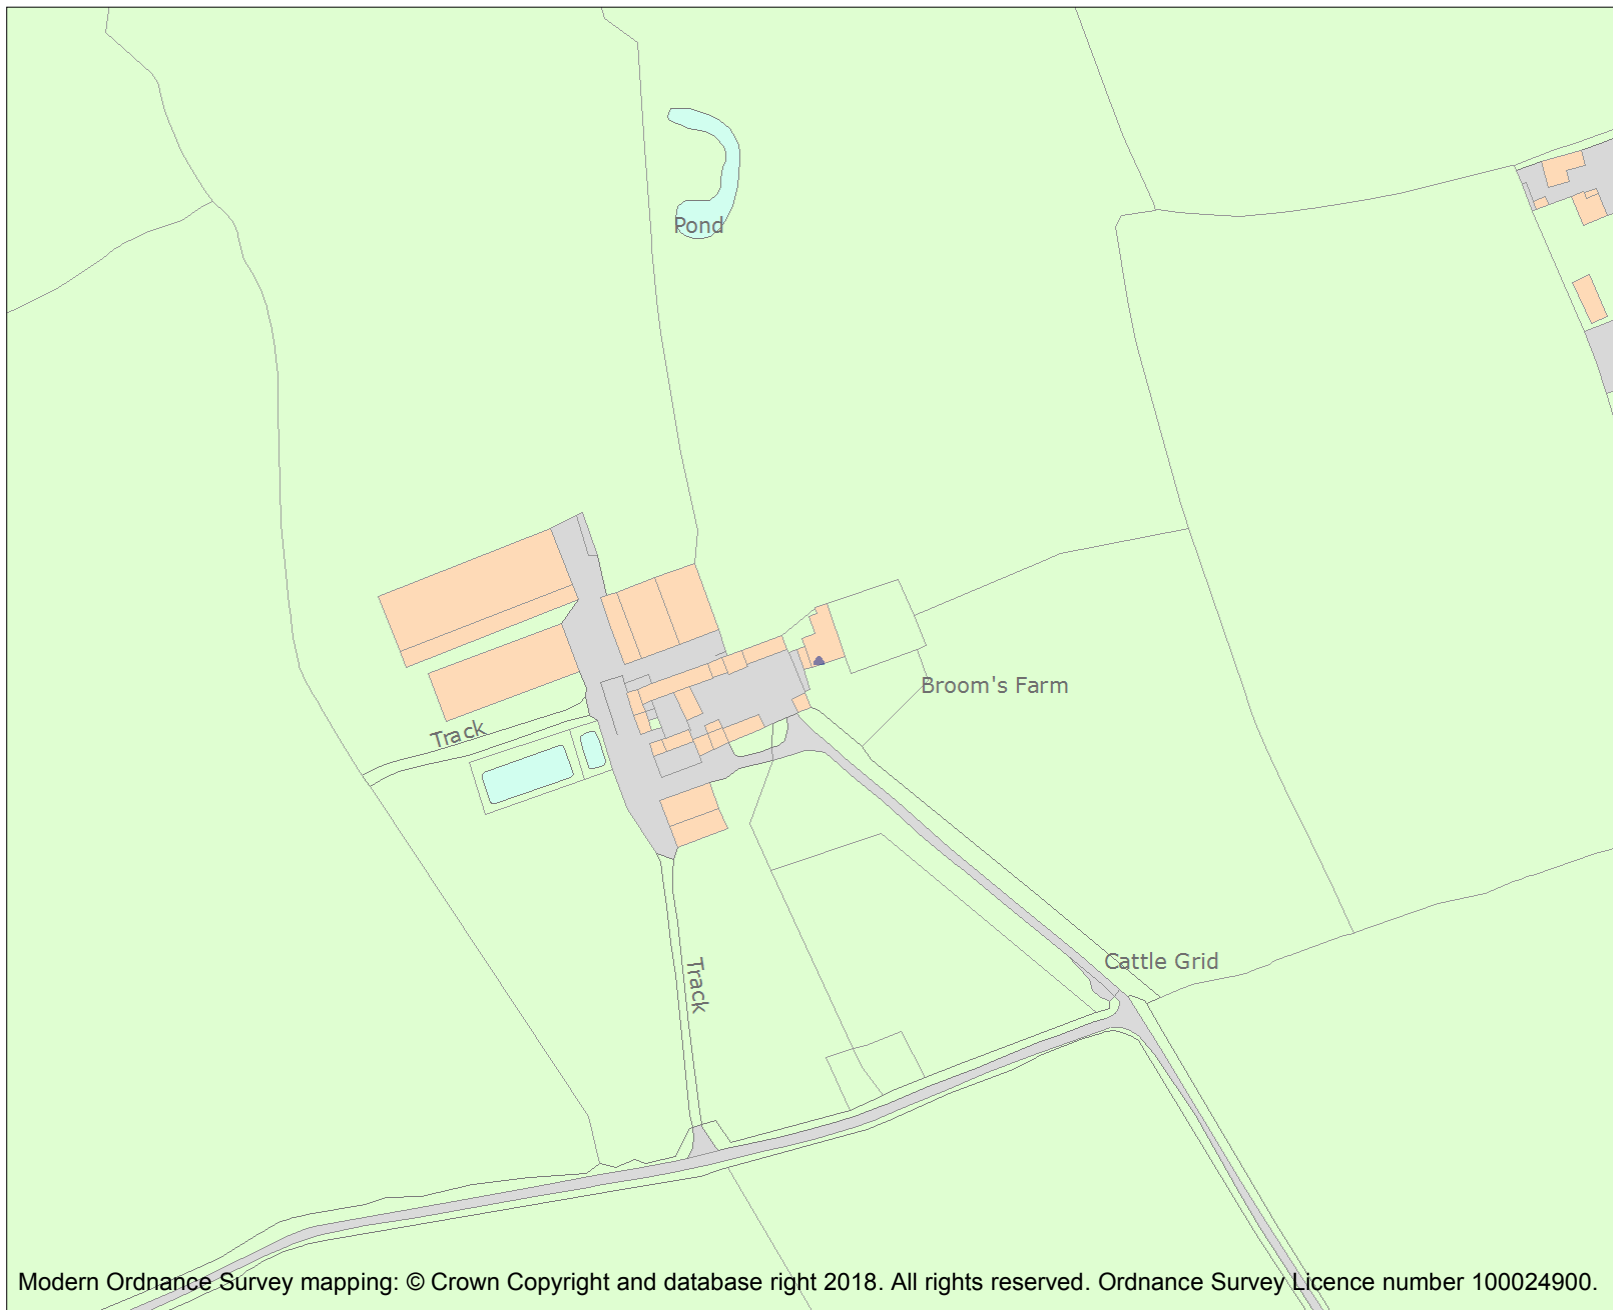 Pond
Broom's Farm
Track
Cattle Grid
Track
Modern Ordnance Survey mapping: © Crown Copyright and database right 2018. All rights reserved. Ordnance Survey Licence number 100024900.